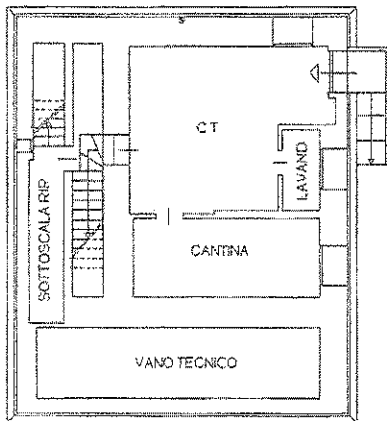 CT
LAVAND
SOTTOSCALA RIP
CANTINA
VANO TECNICO